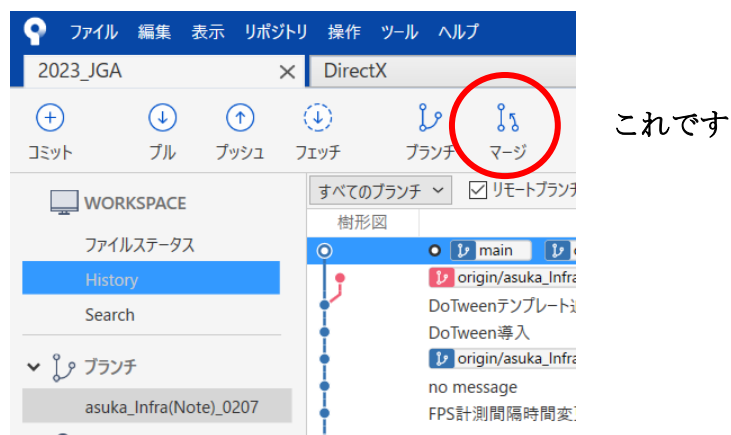 ファイル 編集 表示 リポジトリ 操作 ツール ヘルプ
2023_JGA DirectX
コミット プル プッシュ フェッチ ブランチ マージ
これです
WORKSPACE
ファイルステータス
History
Search
ブランチ
asuka_Infra(Note)_0207
すべてのブランチ リモートブランチ
樹形図
main
origin/asuka_Infra
DoTweenテンプレート
DoTween導入
origin/asuka_Infra
no message
FPS計測間隔時間変